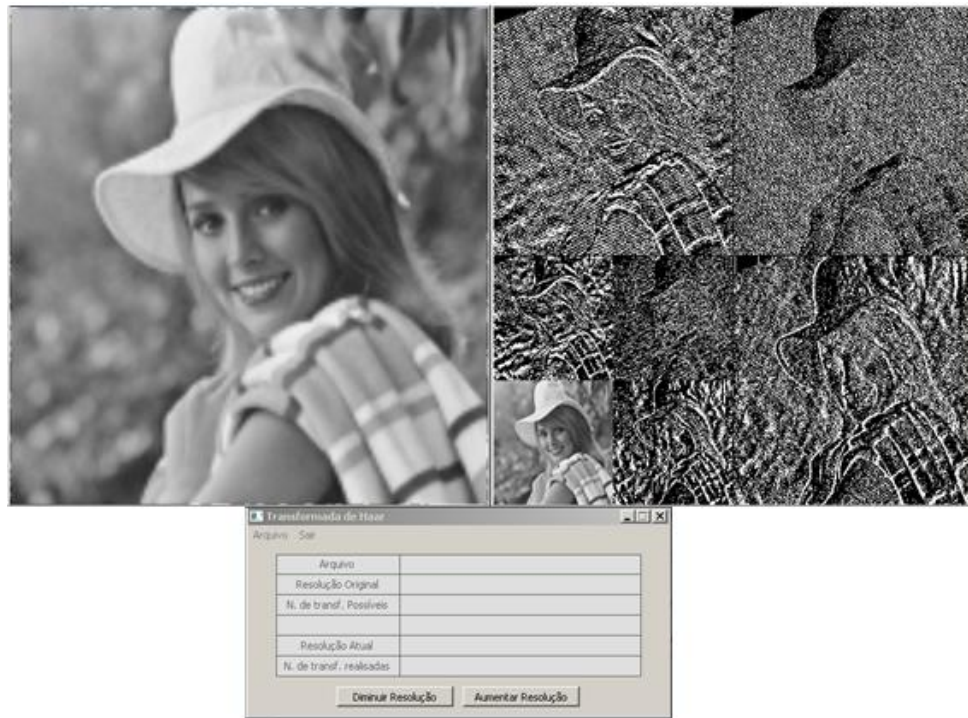 Transformada de Haar
Arquivo Sair
Arquivo
Resolução Original
N. de transf. Possíveis
Resolução Atual
N. de transf. realisadas
Diminuir Resolução Aumentar Resolução